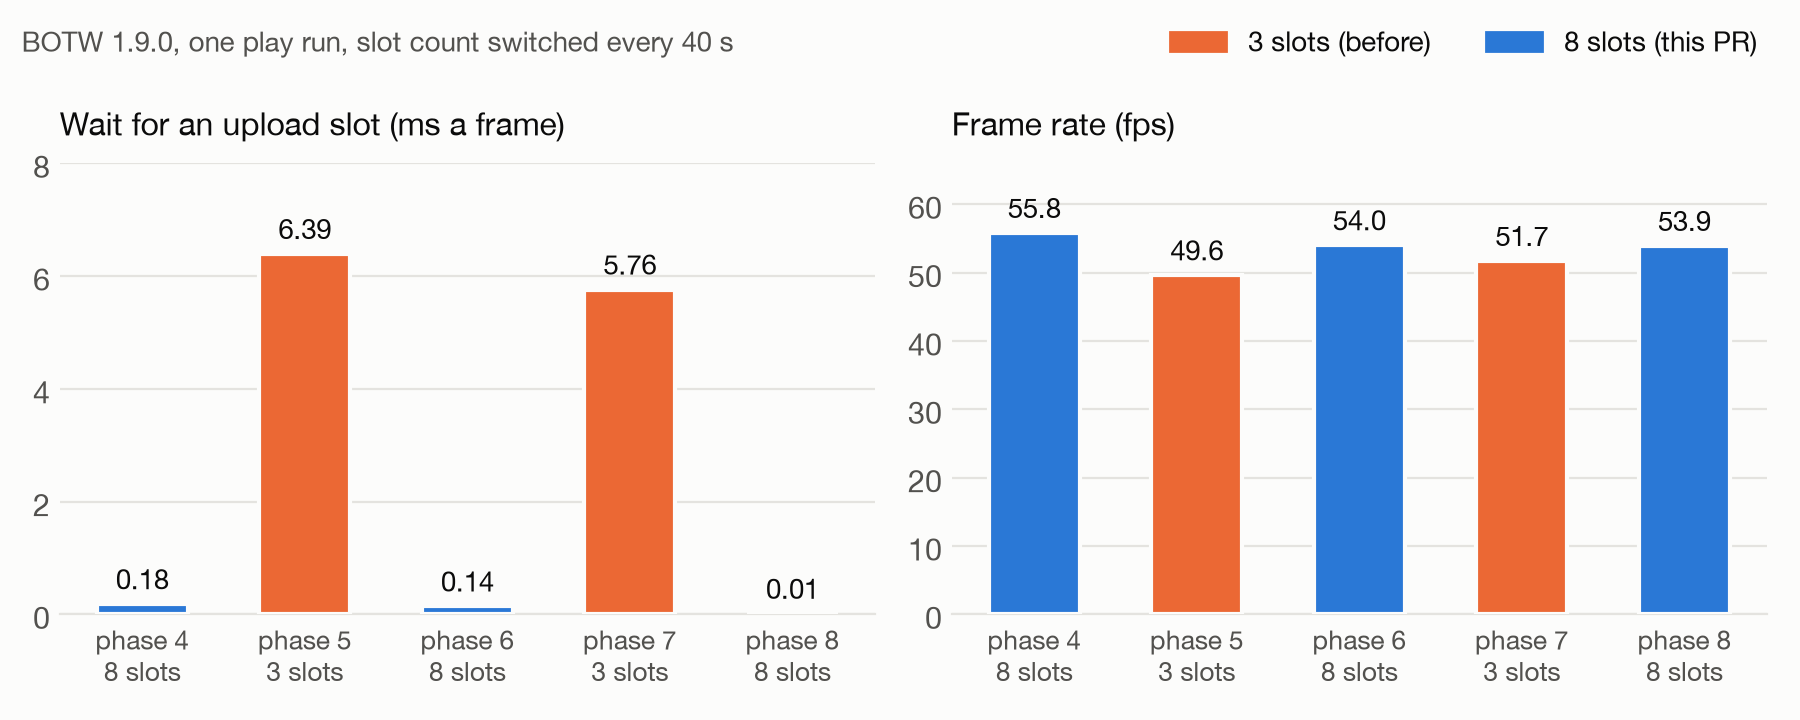 BOTW 1.9.0, one play run, slot count switched every 40 s
3 slots (before)
8 slots (this PR)
Wait for an upload slot (ms a frame)
8
6
4
2
0
6.39
5.76
0.18
0.14
0.01
phase 4
8 slots
phase 5
3 slots
phase 6
8 slots
phase 7
3 slots
phase 8
8 slots
Frame rate (fps)
60
50
40
30
20
10
0
55.8
49.6
54.0
51.7
53.9
phase 4
8 slots
phase 5
3 slots
phase 6
8 slots
phase 7
3 slots
phase 8
8 slots